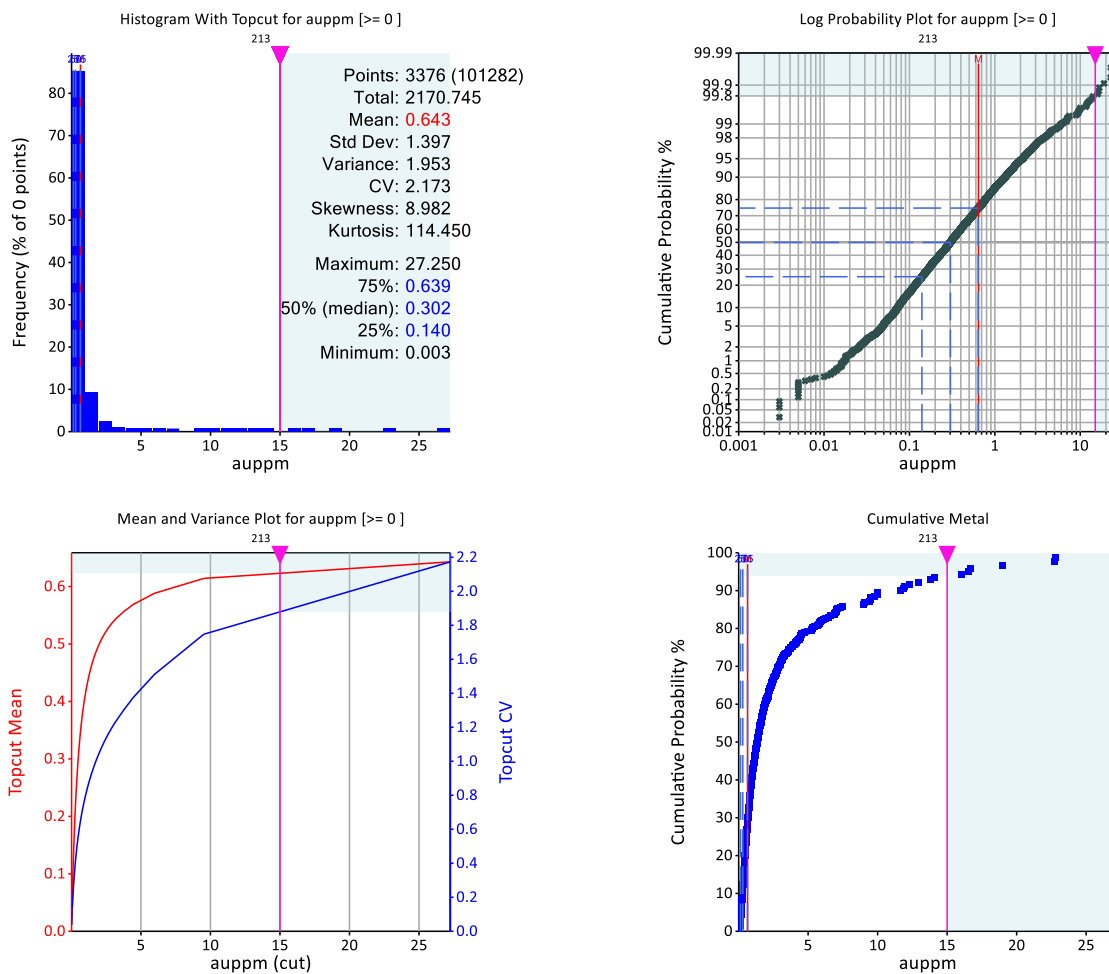 Histogram With Topcut for auppm [>= 0 ]
213
Frequency (% of 0 points)
80
70
60
50
40
30
20
10
0
5 10 15 20 25
auppm
Points: 3376 (101282)
Total: 2170.745
Mean: 0.643
Std Dev: 1.397
Variance: 1.953
CV: 2.173
Skewness: 8.982
Kurtosis: 114.450
Maximum: 27.250
75%: 0.639
50% (median): 0.302
25%: 0.140
Minimum: 0.003
Log Probability Plot for auppm [>= 0 ]
213
M
Cumulative Probability %
99.99
99.9
99.8
99
98
95
90
80
70
60
50
40
30
20
10
5
2
1
0.5
0.2
0.1
0.05
0.02
0.01
0.001 0.01 0.1 1 10
auppm
Mean and Variance Plot for auppm [>= 0 ]
213
Topcut Mean
0.6
0.5
0.4
0.3
0.2
0.1
0.0
5 10 15 20 25
auppm (cut)
Topcut CV
2.2
2.0
1.8
1.6
1.4
1.2
1.0
0.8
0.6
0.4
0.2
0.0
Cumulative Metal
213
Cumulative Probability %
100
90
80
70
60
50
40
30
20
10
0
5 10 15 20 25
auppm